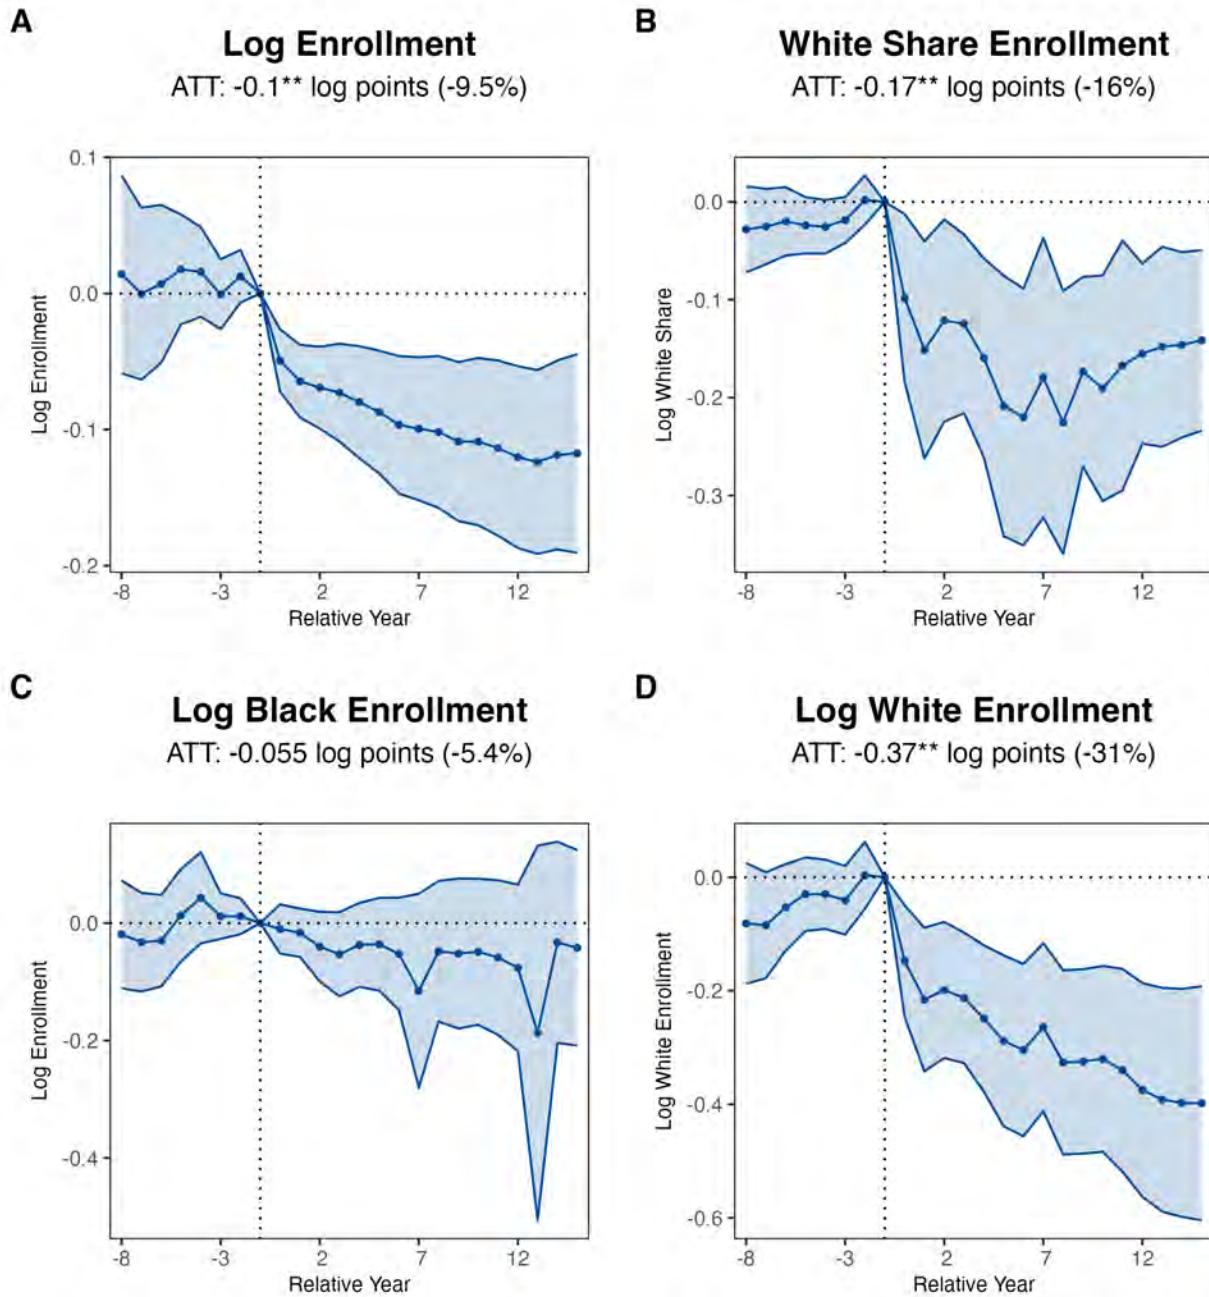 A
Log Enrollment
ATT: -0.1** log points (-9.5%)
0.1
0.0
-0.1
-0.2
Log Enrollment
-8
-3
2
7
12
Relative Year
B
White Share Enrollment
ATT: -0.17** log points (-16%)
0.0
-0.1
-0.2
-0.3
Log White Share
-8
-3
2
7
12
Relative Year
C
Log Black Enrollment
ATT: -0.055 log points (-5.4%)
0.0
-0.2
-0.4
Log Enrollment
-8
-3
2
7
12
Relative Year
D
Log White Enrollment
ATT: -0.37** log points (-31%)
0.0
-0.2
-0.4
-0.6
Log White Enrollment
-8
-3
2
7
12
Relative Year